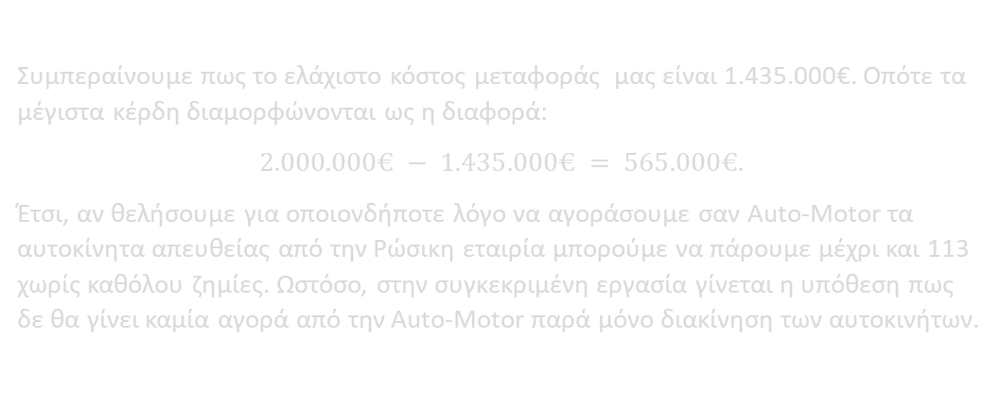 Συμπεραίνουμε πως το ελάχιστο κόστος μεταφοράς  μας είναι 1.435.000€. Οπότε τα
μέγιστα κέρδη διαμορφώνονται ως η διαφορά:
2.000.000€ − 1.435.000€ = 565.000€.
Έτσι, αν θελήσουμε για οποιονδήποτε λόγο να αγοράσουμε σαν Auto-Motor τα
αυτοκίνητα απευθείας από την Ρώσικη εταιρία μπορούμε να πάρουμε μέχρι και 113
χωρίς καθόλου ζημίες. Ωστόσο, στην συγκεκριμένη εργασία γίνεται η υπόθεση πως
δε θα γίνει καμία αγορά από την Auto-Motor παρά μόνο διακίνηση των αυτοκινήτων.